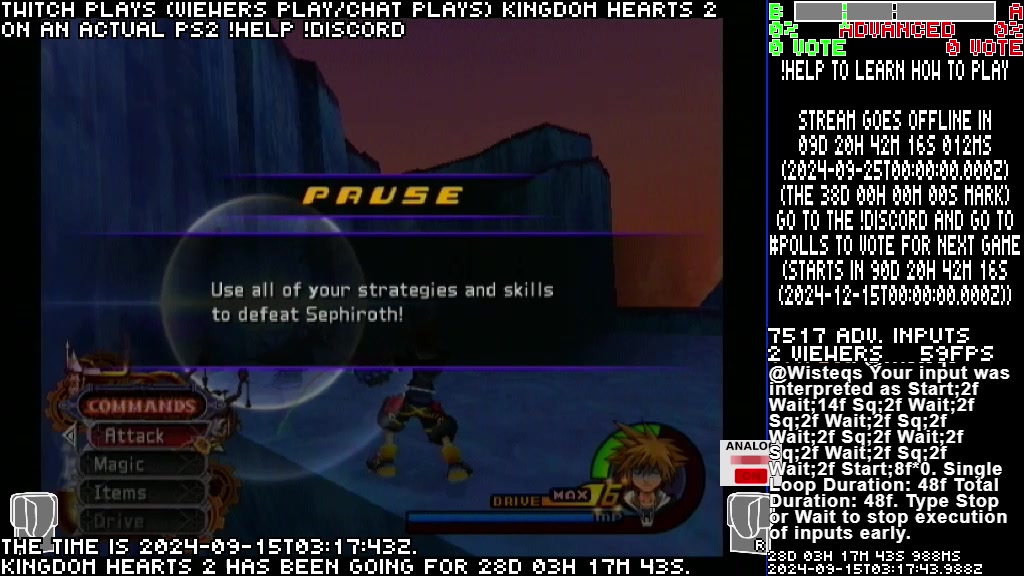 TWITCH PLAYS (VIEWERS PLAY/CHAT PLAYS) KINGDOM HEARTS 2
ON AN ACTUAL PS2 !HELP !DISCORD
PAUSE
Use all of your strategies and skills
to defeat Sephiroth!
COMMANDS
Attack
Magic
Items
Drive
DRIVE MAX 6
MP
ANALO
R
THE TIME IS 2024-09-15T03:17:43Z.
KINGDOM HEARTS 2 HAS BEEN GOING FOR 28D 03H 17M 43S.
B A
0% ADVANCED 0%
0 VOTE 0 VOTE
!HELP TO LEARN HOW TO PLAY
STREAM GOES OFFLINE IN
09D 20H 42M 16S 012MS
(2024-09-25T00:00:00.000Z)
(THE 38D 00H 00M 00S MARK)
GO TO THE !DISCORD AND GO TO
#POLLS TO VOTE FOR NEXT GAME
(STARTS IN 90D 20H 42M 16S
(2024-12-15T00:00:00.000Z))
7517 ADV. INPUTS
2 VIEWERS 59FPS
@Wisteqs Your input was
interpreted as Start;2f
Wait;14f Sq;2f Wait;2f
Sq;2f Wait;2f Sq;2f
Wait;2f Sq;2f Wait;2f
Sq;2f Wait;2f Sq;2f
Wait;2f Start;8f*0. Single
Loop Duration: 48f Total
Duration: 48f. Type Stop
or Wait to stop execution
of inputs early.
28D 03H 17M 43S 988MS
2024-09-15T03:17:43.988Z